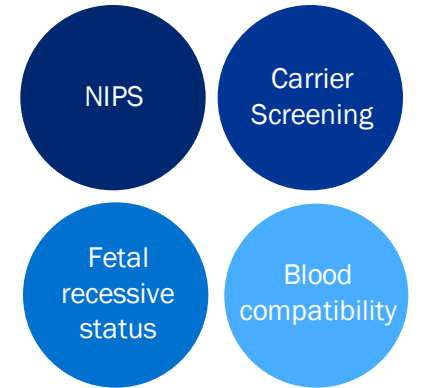 NIPS
Carrier
Screening
Fetal
recessive
status
Blood
compatibility